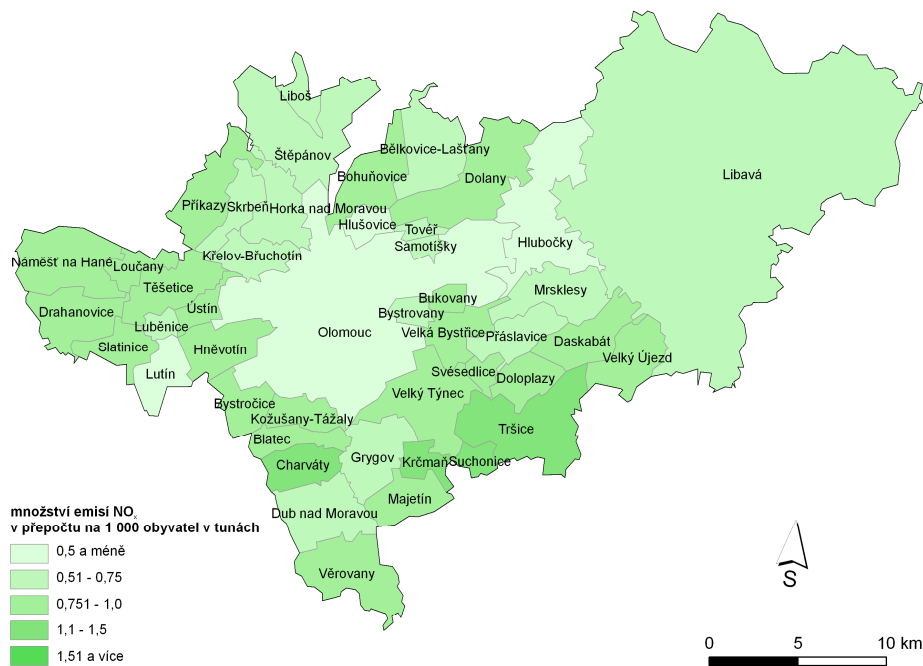 Liboš
Štěpánov
Bělkovice-Lašťany
Bohuňovice
Dolany
Libavá
Příkazy
Skrbeň
Horka nad Moravou
Hlušovice
Tovéř
Samotíšky
Hlubočky
Křelov-Břuchotín
Náměšť na Hané
Loučany
Těšetice
Mrsklesy
Drahanovice
Ústín
Bukovany
Bystrovany
Luběnice
Olomouc
Velká Bystřice
Přáslavice
Daskabát
Slatinice
Hněvotín
Velký Újezd
Lutín
Svésedlice
Doloplazy
Velký Týnec
Bystročice
Kožušany-Tážaly
Tršice
Blatec
Charváty
Grygov
Krčmaň
Suchonice
Majetín
Dub nad Moravou
Věrovany
množství emisí NOx
v přepočtu na 1 000 obyvatel v tunách
0,5 a méně
0,51 - 0,75
0,751 - 1,0
1,1 - 1,5
1,51 a více
S
0 5 10 km